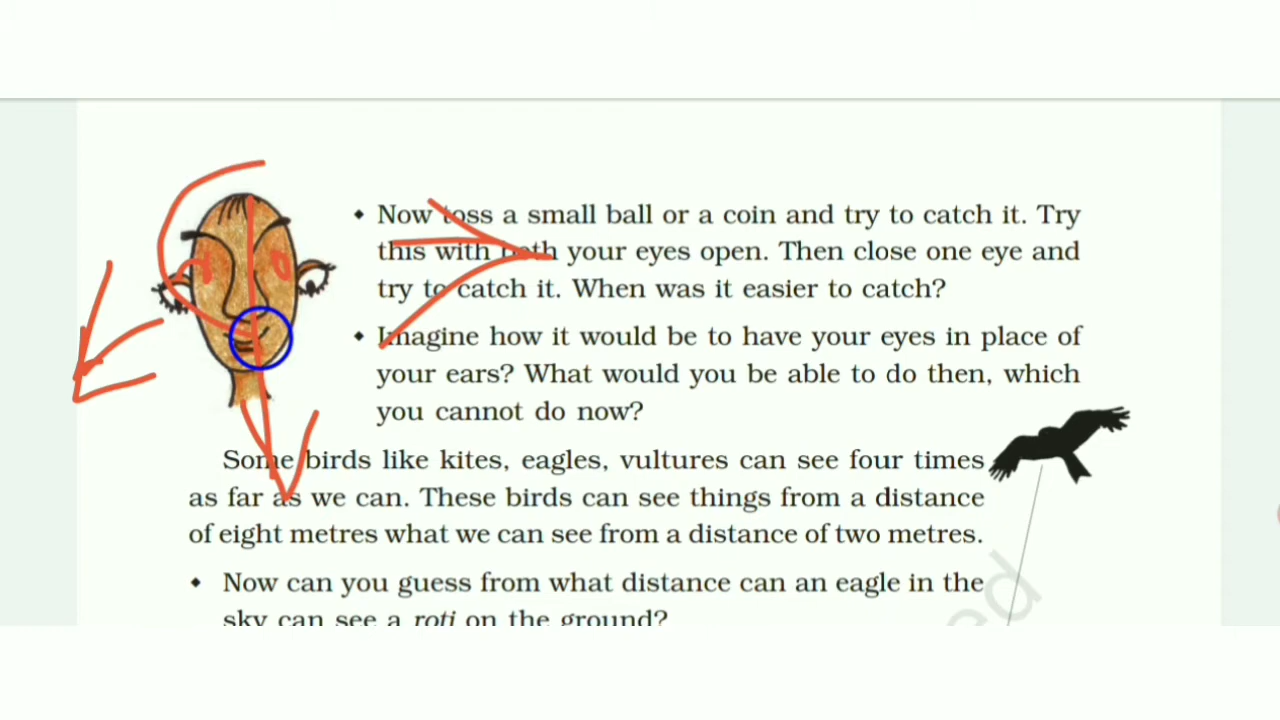 Now toss a small ball or a coin and try to catch it. Try
this with both your eyes open. Then close one eye and
try to catch it. When was it easier to catch?
Imagine how it would be to have your eyes in place of
your ears? What would you be able to do then, which
you cannot do now?
Some birds like kites, eagles, vultures can see four times
as far as we can. These birds can see things from a distance
of eight metres what we can see from a distance of two metres.
Now can you guess from what distance can an eagle in the
sky can see a roti on the ground?